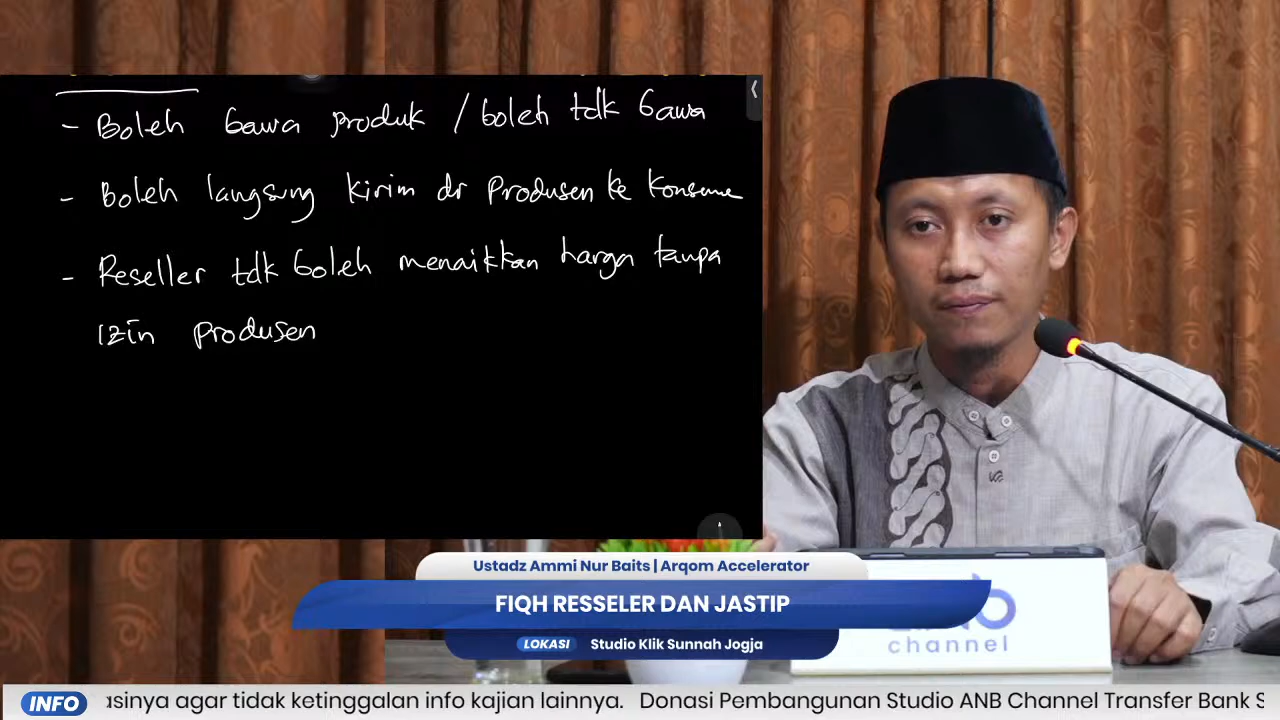 - Boleh bawa produk / boleh tdk bawa
- Boleh langsung kirim dr Produsen ke Konsume
- Reseller tdk boleh menaikkan harga tanpa
izin produsen
Ustadz Ammi Nur Baits | Arqom Accelerator
FIQH RESSELER DAN JASTIP
LOKASI Studio Klik Sunnah Jogja
channel
INFO asinya agar tidak ketinggalan info kajian lainnya. Donasi Pembangunan Studio ANB Channel Transfer Bank S